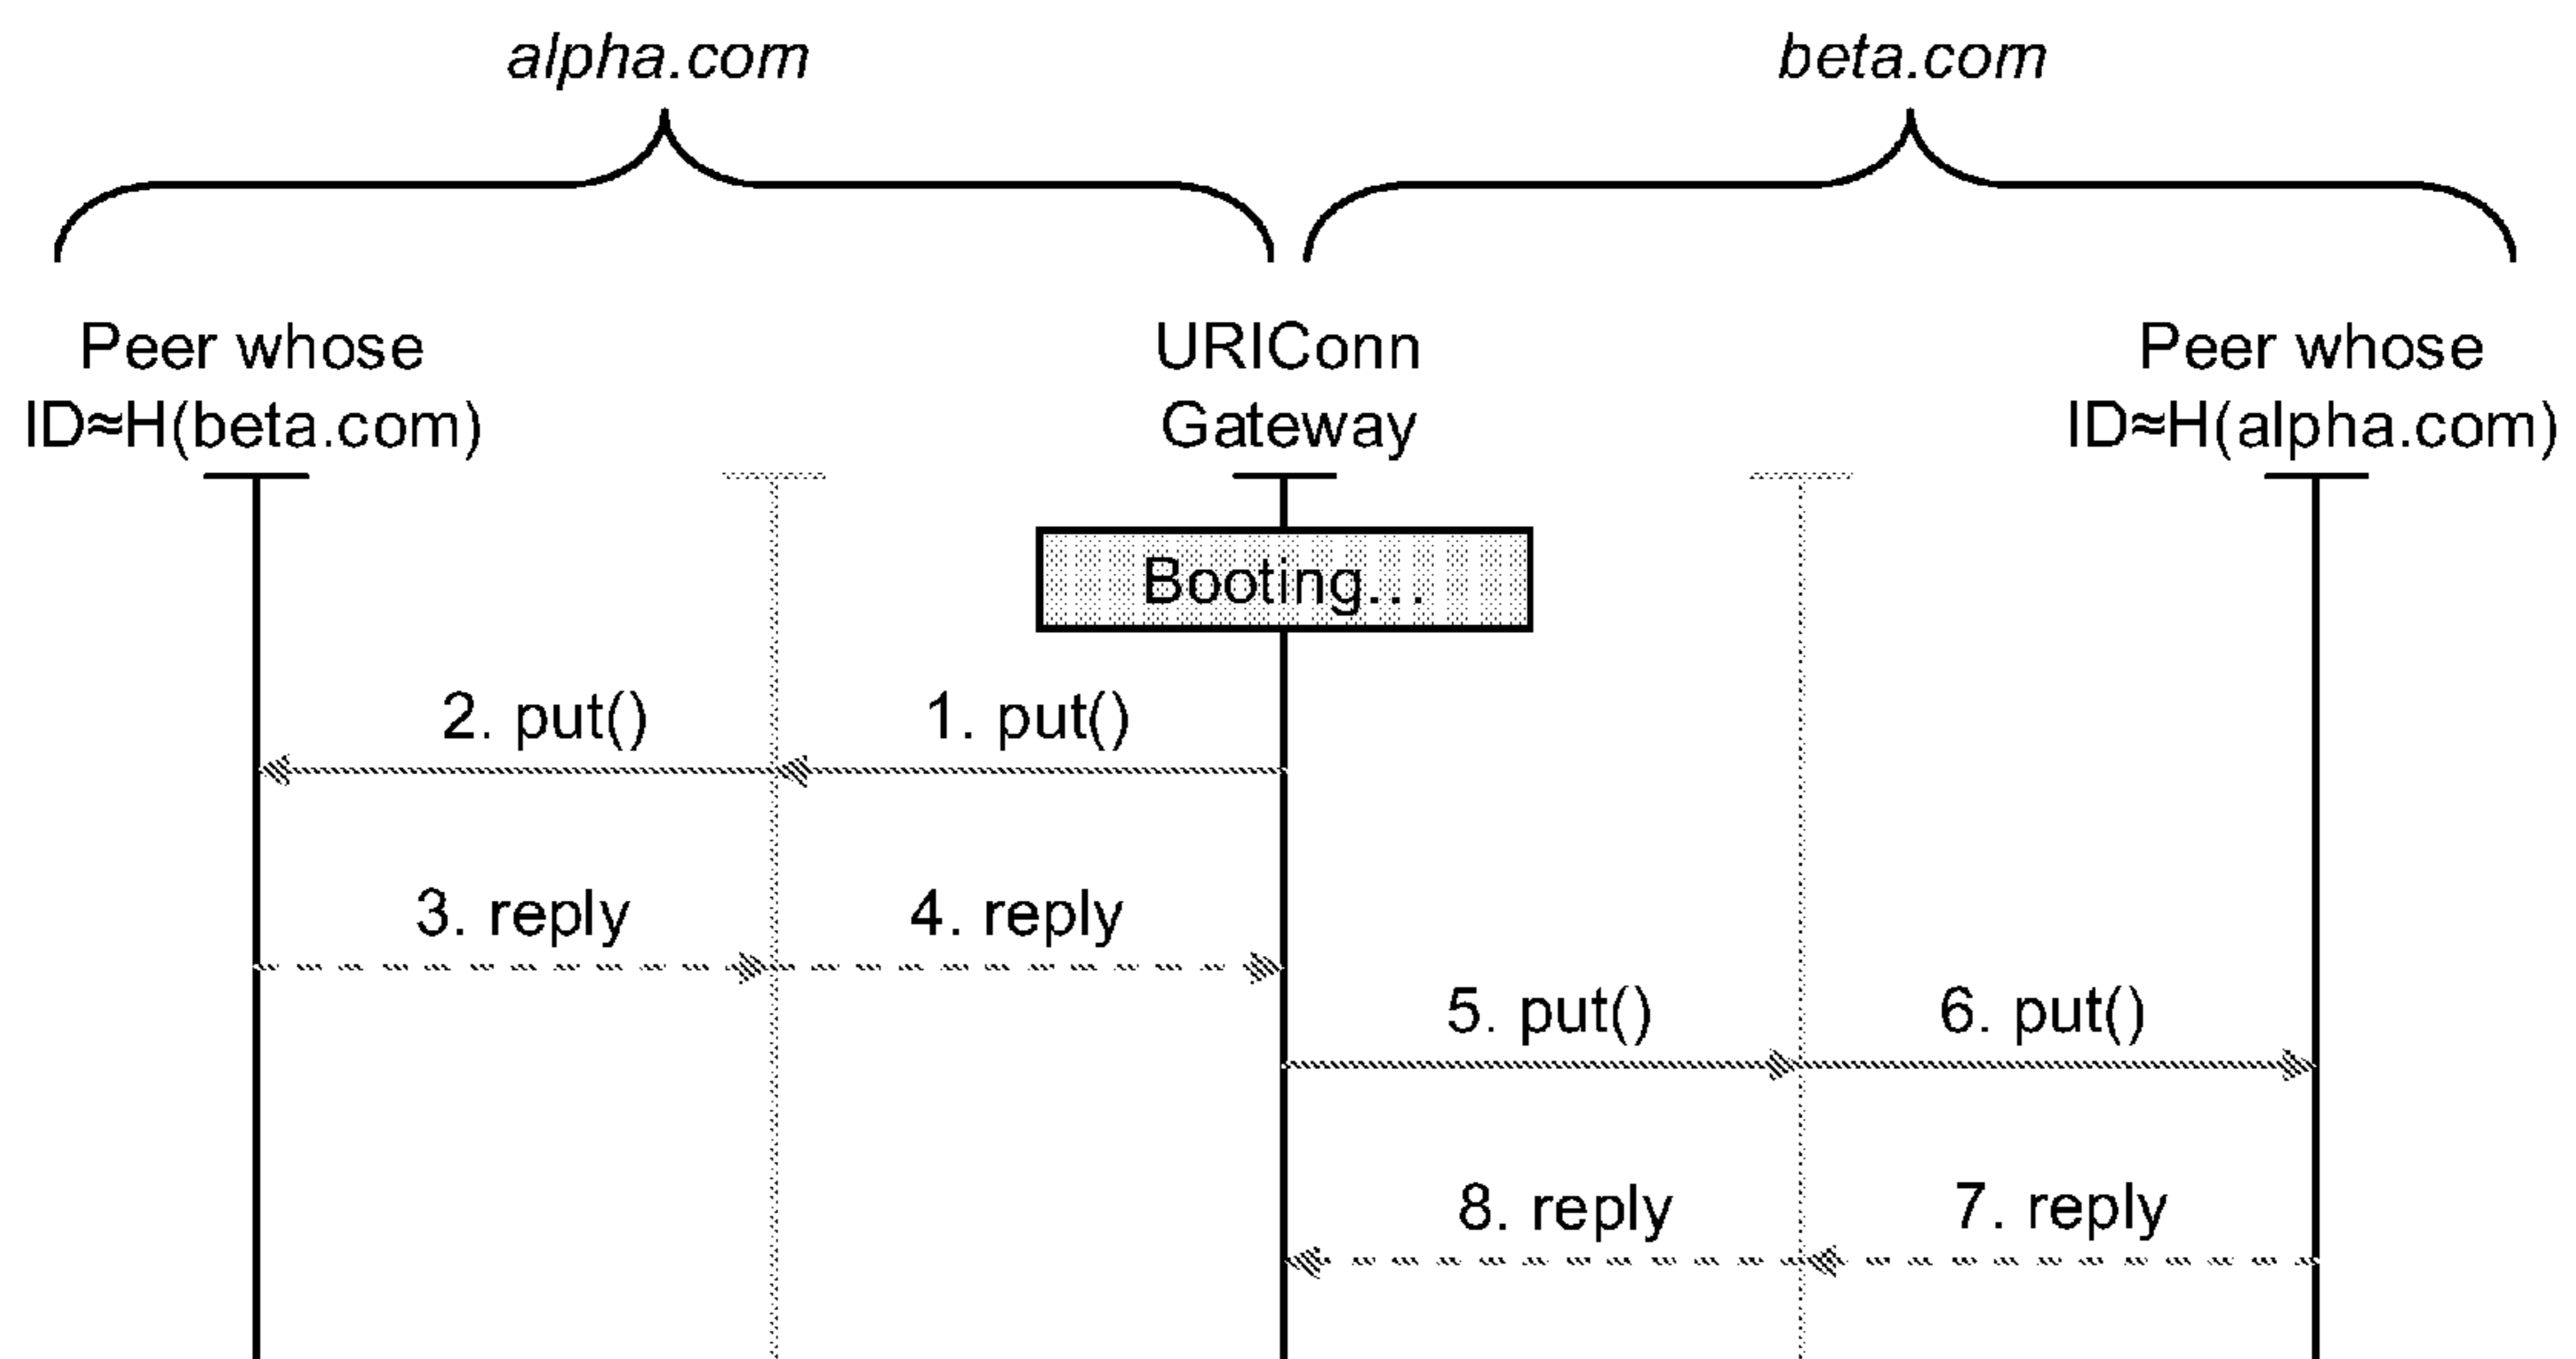 alpha.com
beta.com
Peer whose
ID≈H(beta.com)
URIConn
Gateway
Peer whose
ID≈H(alpha.com)
Booting...
2. put()
1. put()
3. reply
4. reply
5. put()
6. put()
8. reply
7. reply